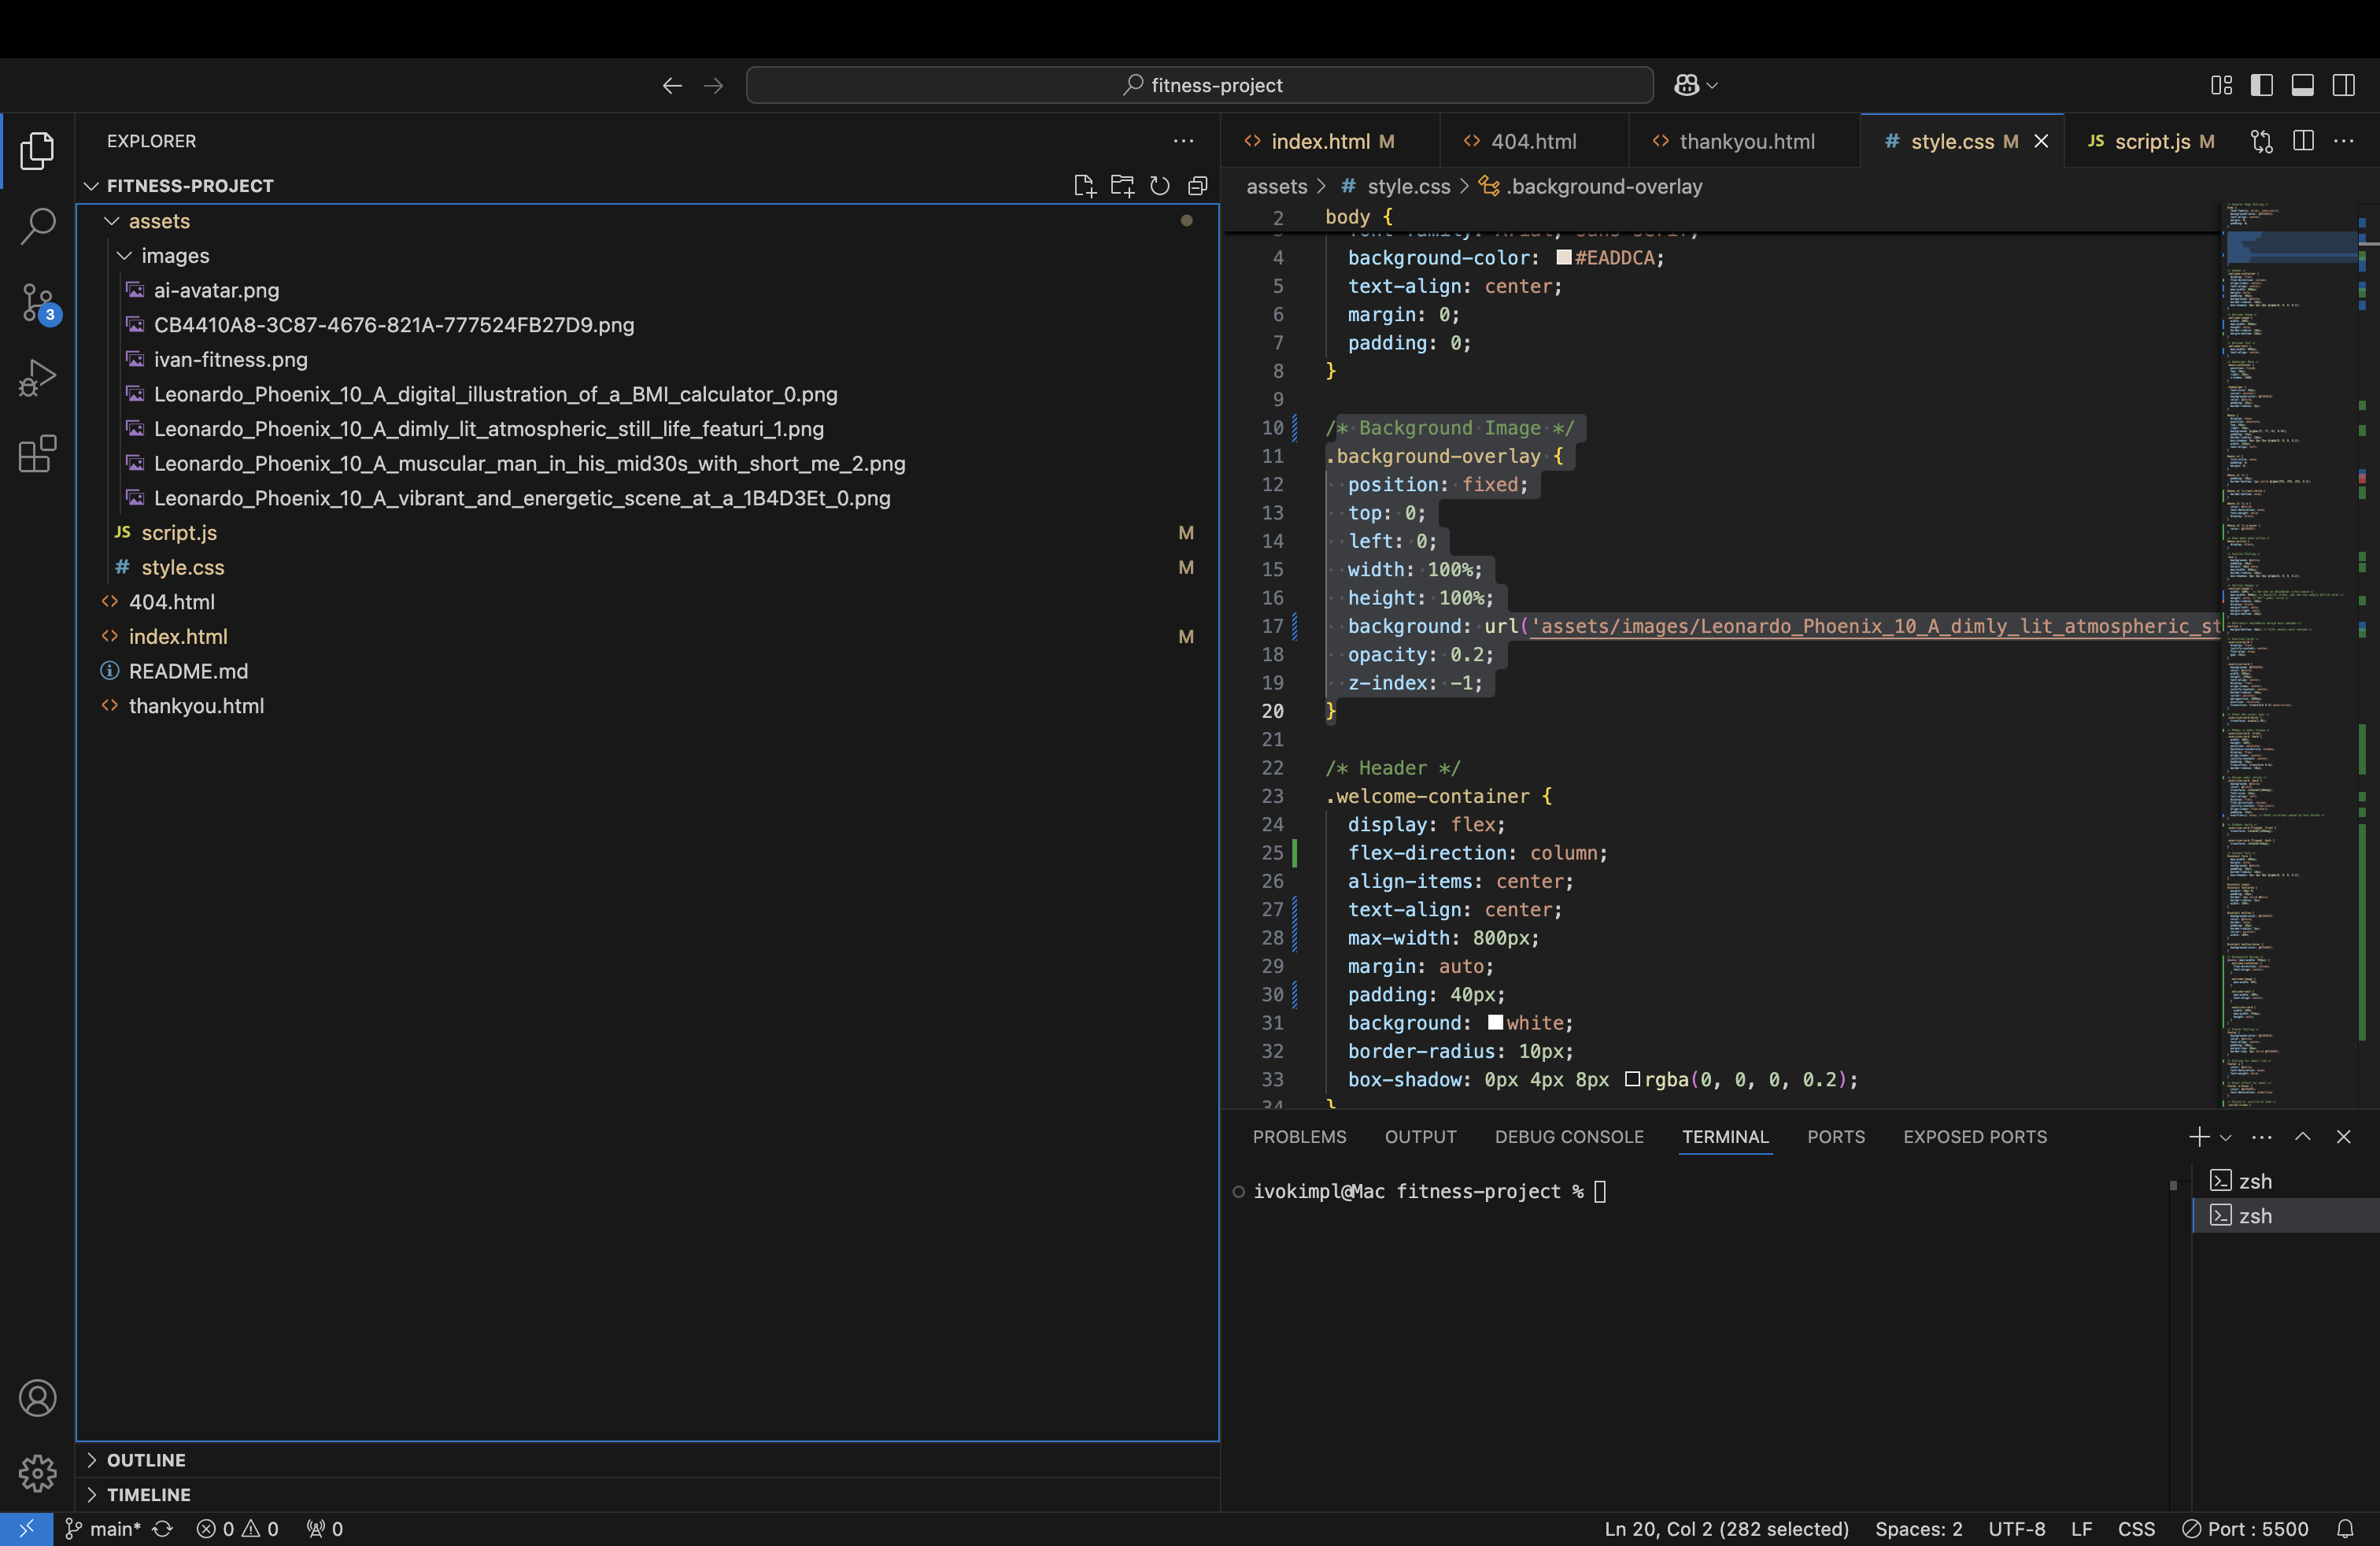 fitness-project
EXPLORER
FITNESS-PROJECT
assets
images
ai-avatar.png
CB4410A8-3C87-4676-821A-777524FB27D9.png
ivan-fitness.png
Leonardo_Phoenix_10_A_digital_illustration_of_a_BMI_calculator_0.png
Leonardo_Phoenix_10_A_dimly_lit_atmospheric_still_life_featuri_1.png
Leonardo_Phoenix_10_A_muscular_man_in_his_mid30s_with_short_me_2.png
Leonardo_Phoenix_10_A_vibrant_and_energetic_scene_at_a_1B4D3Et_0.png
JS script.js M
# style.css M
<> 404.html
<> index.html M
README.md
<> thankyou.html
OUTLINE
TIMELINE
3
<> index.html M <> 404.html <> thankyou.html # style.css M JS script.js M
assets > # style.css > .background-overlay
2 body {
4 background-color: #EADDCA;
5 text-align: center;
6 margin: 0;
7 padding: 0;
8 }
9
10 /* Background Image */
11 .background-overlay {
12 position: fixed;
13 top: 0;
14 left: 0;
15 width: 100%;
16 height: 100%;
17 background: url('assets/images/Leonardo_Phoenix_10_A_dimly_lit_atmospheric_st
18 opacity: 0.2;
19 z-index: -1;
20 }
21
22 /* Header */
23 .welcome-container {
24 display: flex;
25 flex-direction: column;
26 align-items: center;
27 text-align: center;
28 max-width: 800px;
29 margin: auto;
30 padding: 40px;
31 background: white;
32 border-radius: 10px;
33 box-shadow: 0px 4px 8px rgba(0, 0, 0, 0.2);
34 }
PROBLEMS OUTPUT DEBUG CONSOLE TERMINAL PORTS EXPOSED PORTS
ivokimpl@Mac fitness-project %
zsh
zsh
main* 0 0 0
Ln 20, Col 2 (282 selected) Spaces: 2 UTF-8 LF CSS Port : 5500